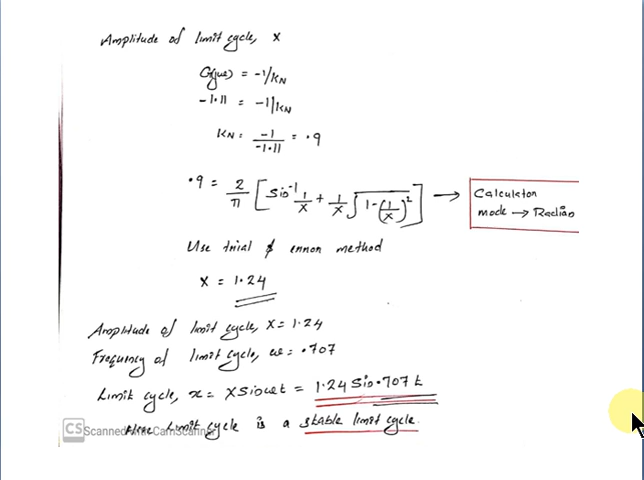 Amplitude of limit cycle, X
G(jω) = -1/KN
-1.11 = -1/KN
KN = -1/-1.11 = .9
.9 = 2/π [Sin⁻¹ 1/X + 1/X √(1-(1/X)²)] → Calculator
mode → Radian
Use trial & error method
X = 1.24
Amplitude of limit cycle, X = 1.24
Frequency of limit cycle, ω = .707
Limit cycle, x = X Sin ωt = 1.24 Sin .707 t
Here limit cycle is a stable limit cycle.
CS Scanned with CamScanner